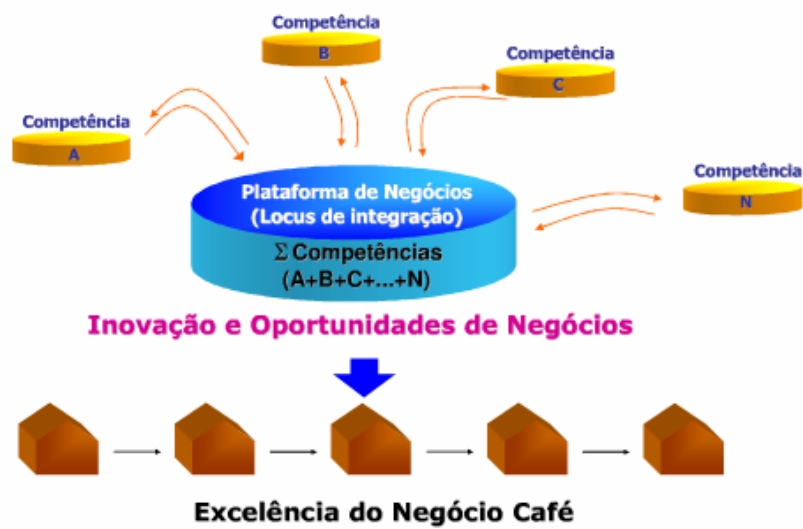 Competência
B
Competência
C
Competência
A
Competência
N
Plataforma de Negócios
(Locus de integração)
Σ Competências
(A+B+C+...+N)
Inovação e Oportunidades de Negócios
Excelência do Negócio Café